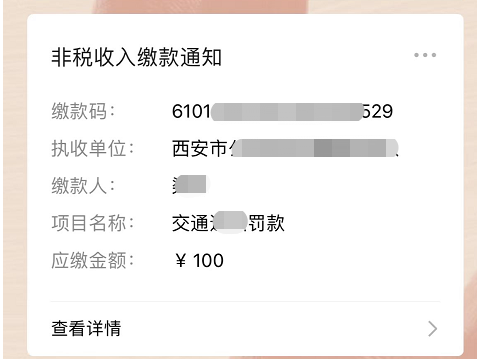 非税收入缴款通知
缴款码： 6101 529
执收单位： 西安市
缴款人：
项目名称： 交通 罚款
应缴金额： ¥ 100
查看详情